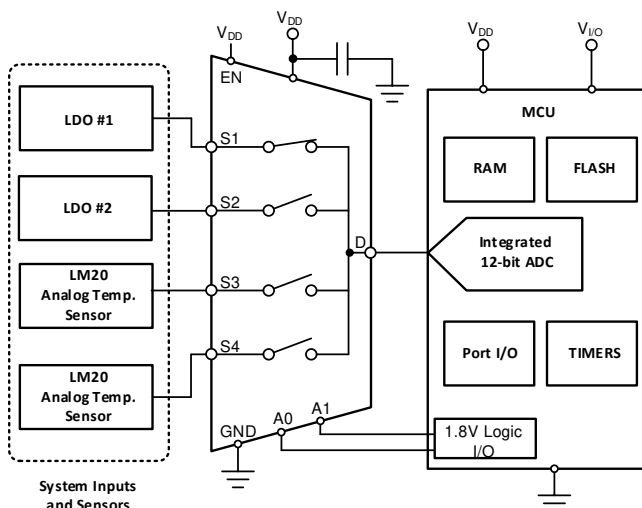 VDD
VDD
EN
VDD
VI/O
MCU
LDO #1
S1
RAM
FLASH
LDO #2
S2
D
Integrated
12-bit ADC
LM20
Analog Temp.
Sensor
S3
LM20
Analog Temp.
Sensor
S4
Port I/O
TIMERS
GND
A0
A1
1.8V Logic
I/O
System Inputs
and Sensors